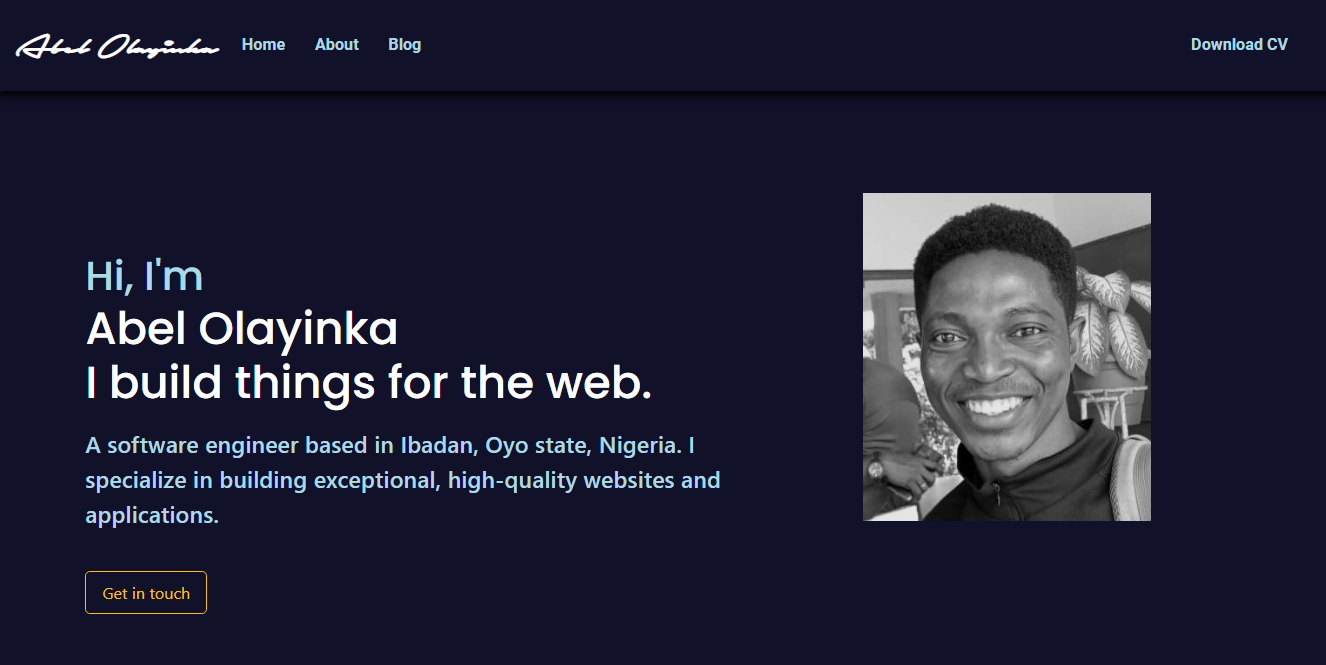 Abel Olayinka Home About Blog Download CV
Hi, I'm
Abel Olayinka
I build things for the web.
A software engineer based in Ibadan, Oyo state, Nigeria. I
specialize in building exceptional, high-quality websites and
applications.
Get in touch